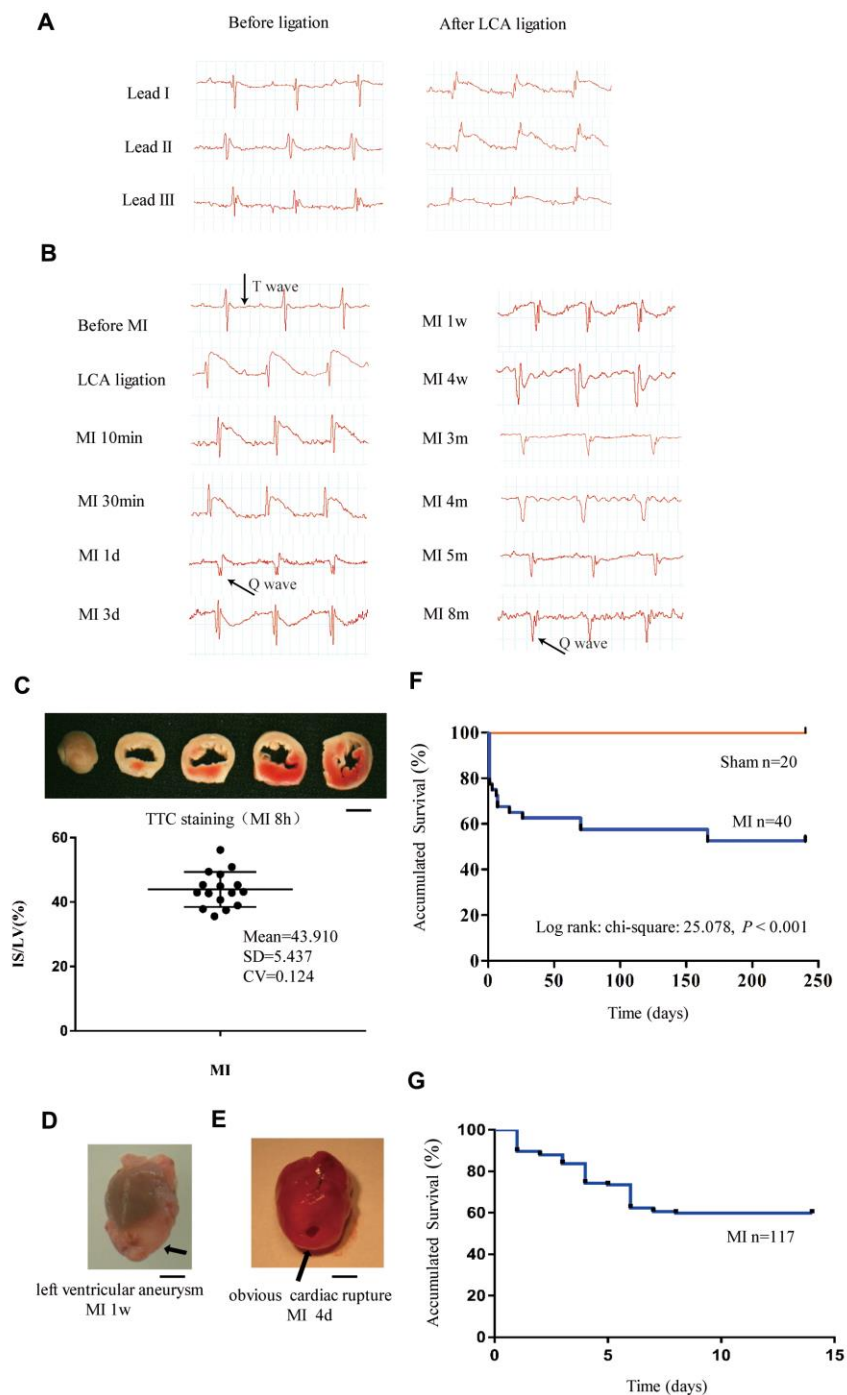 A
Before ligation
After LCA ligation
Lead I
Lead II
Lead III
B
T wave
Before MI
LCA ligation
MI 10min
MI 30min
MI 1d
Q wave
MI 3d
MI 1w
MI 4w
MI 3m
MI 4m
MI 5m
MI 8m
Q wave
C
TTC staining（MI 8h）
IS/LV(%)
60
40
20
0
Mean=43.910
SD=5.437
CV=0.124
MI
D
left ventricular aneurysm
MI 1w
E
obvious cardiac rupture
MI 4d
F
Accumulated Survival (%)
100
80
60
40
20
0
Sham n=20
MI n=40
Log rank: chi-square: 25.078, P < 0.001
0 50 100 150 200 250
Time (days)
G
Accumulated Survival (%)
100
80
60
40
20
0
MI n=117
0 5 10 15
Time (days)